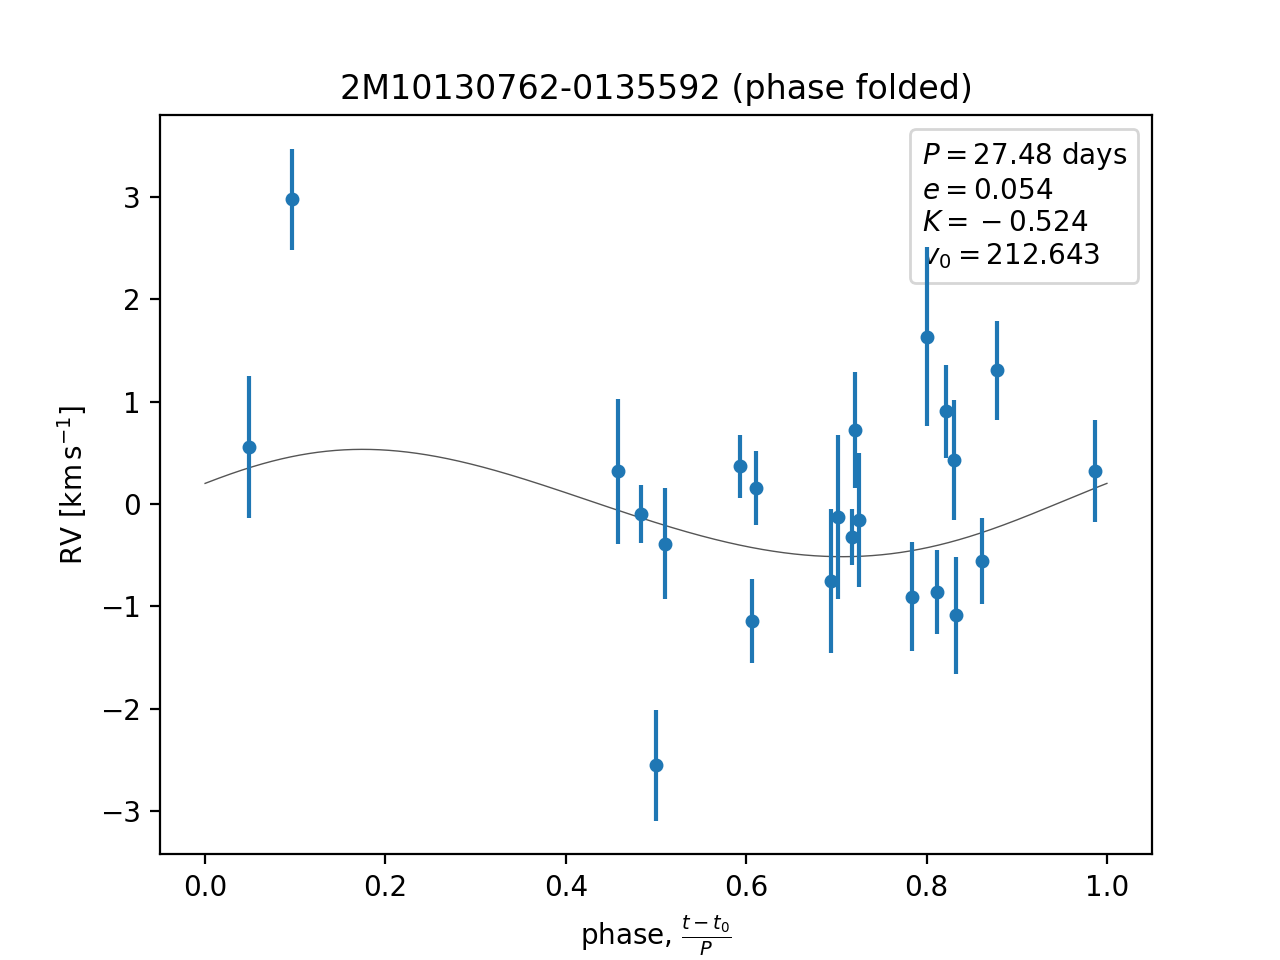 2M10130762-0135592 (phase folded)
P = 27.48 days
e = 0.054
K = −0.524
v₀ = 212.643
3
2
1
0
−1
−2
−3
RV [km s⁻¹]
0.0 0.2 0.4 0.6 0.8 1.0
phase, (t − t₀)/P